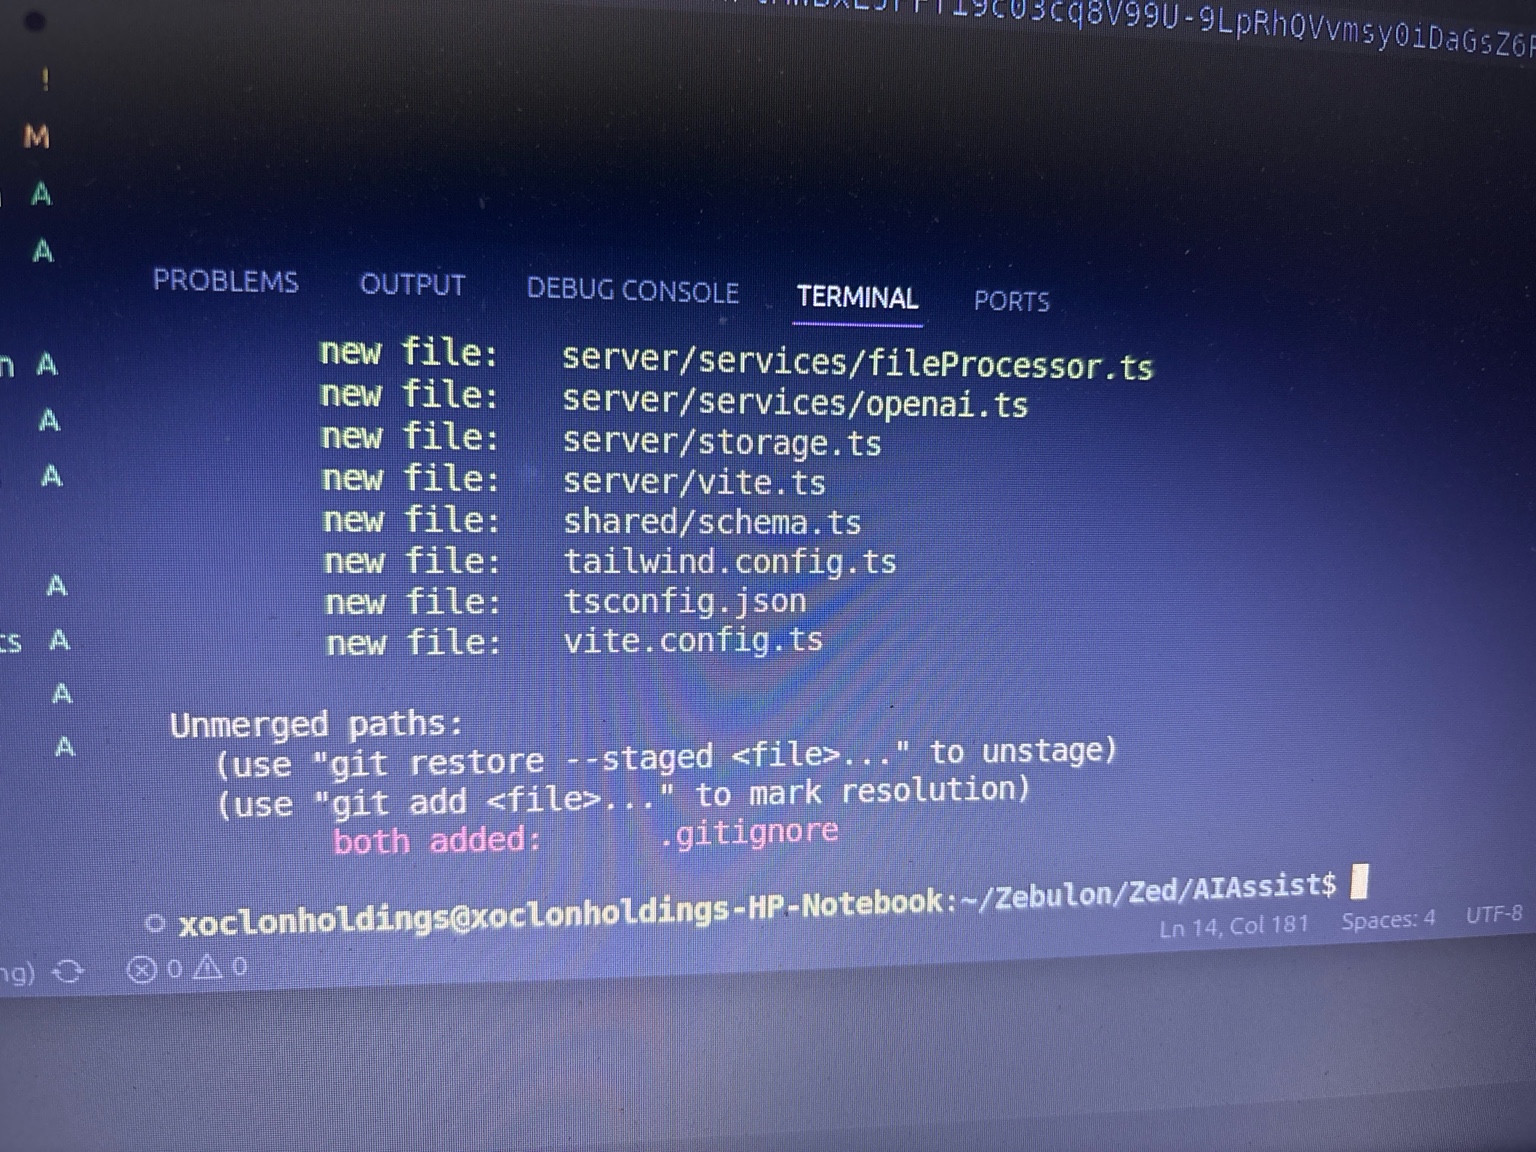 !
M
A
A
PROBLEMS OUTPUT DEBUG CONSOLE TERMINAL PORTS
new file: server/services/fileProcessor.ts
n A
new file: server/services/openai.ts
A
new file: server/storage.ts
new file: server/vite.ts
A
new file: shared/schema.ts
new file: tailwind.config.ts
A
new file: tsconfig.json
new file: vite.config.ts
ts A
A
Unmerged paths:
A
(use "git restore --staged <file>..." to unstage)
(use "git add <file>..." to mark resolution)
both added: .gitignore
xoclonholdings@xoclonholdings-HP-Notebook:~/Zebulon/Zed/AIAssist$
Ln 14, Col 181 Spaces: 4 UTF-8
ng) 0 0